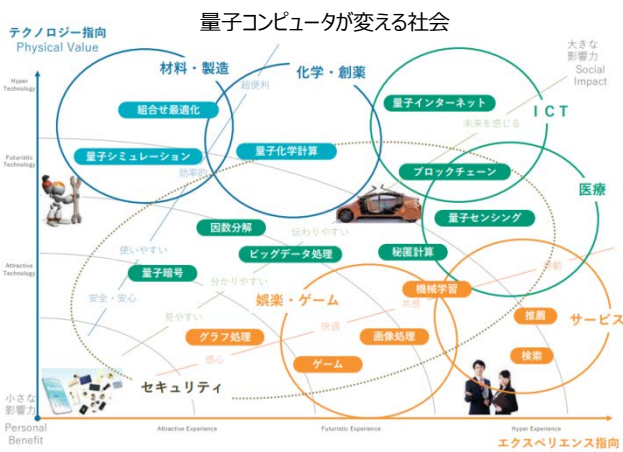 量子コンピュータが変える社会
テクノロジー指向
Physical Value
大きな
影響力
Social
Impact
Hyper
Technology
材料・製造
超便利
化学・創薬
組合せ最適化
量子インターネット
ICT
未来を感じる
Futuristic
Technology
量子シミュレーション
効率的
量子化学計算
ブロックチェーン
医療
量子センシング
因数分解
伝わりやすい
使いやすい
ビッグデータ処理
秘匿計算
Attractive
Technology
量子暗号
分かりやすい
感動
機械学習
安全・安心
娯楽・ゲーム
共感
見やすい
快適
推薦
サービス
グラフ処理
画像処理
感心
ゲーム
検索
セキュリティ
小さな
影響力
Personal
Benefit
Attractive Experience
Futuristic Experience
Hyper Experience
エクスペリエンス指向